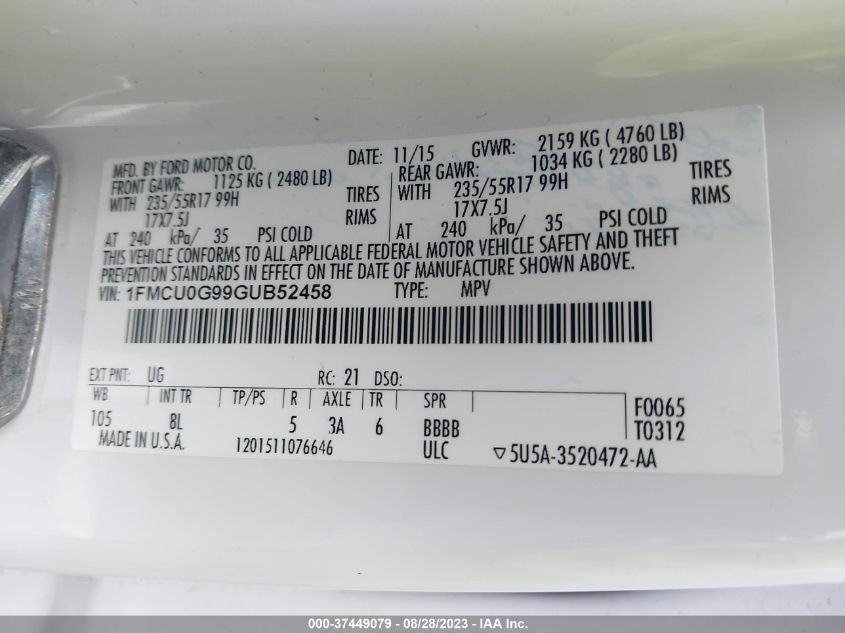 MFD. BY FORD MOTOR CO. DATE: 11/15 GVWR: 2159 KG ( 4760 LB)
FRONT GAWR: 1125 KG ( 2480 LB) REAR GAWR: 1034 KG ( 2280 LB)
WITH 235/55R17 99H TIRES WITH 235/55R17 99H TIRES
17X7.5J RIMS 17X7.5J RIMS
AT 240 kPa/ 35 PSI COLD AT 240 kPa/ 35 PSI COLD
THIS VEHICLE CONFORMS TO ALL APPLICABLE FEDERAL MOTOR VEHICLE SAFETY AND THEFT
PREVENTION STANDARDS IN EFFECT ON THE DATE OF MANUFACTURE SHOWN ABOVE.
VIN: 1FMCU0G99GUB52458 TYPE: MPV
EXT PNT: UG RC: 21 DSO:
WB INT TR TP/PS R AXLE TR SPR
105 8L 5 3A 6 BBBB F0065
MADE IN U.S.A. 1201511076646 ULC T0312
▽5U5A-3520472-AA
000-37449079 - 08/28/2023 - IAA Inc.